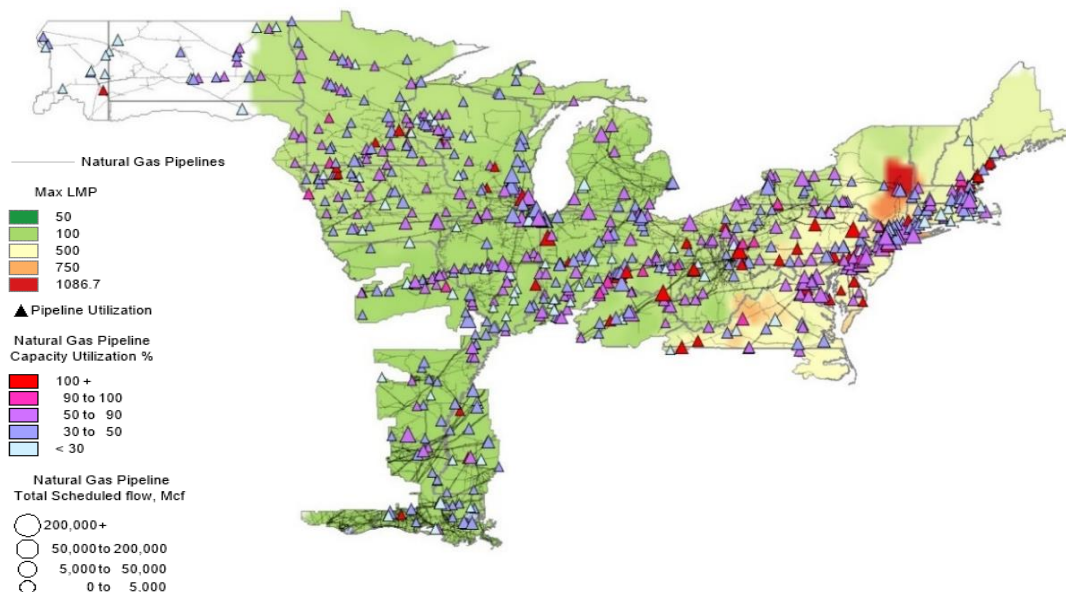 Natural Gas Pipelines
Max LMP
50
100
500
750
1086.7
Pipeline Utilization
Natural Gas Pipeline
Capacity Utilization %
100 +
90 to 100
50 to 90
30 to 50
< 30
Natural Gas Pipeline
Total Scheduled flow, Mcf
200,000 +
50,000 to 200,000
5,000 to 50,000
0 to 5,000